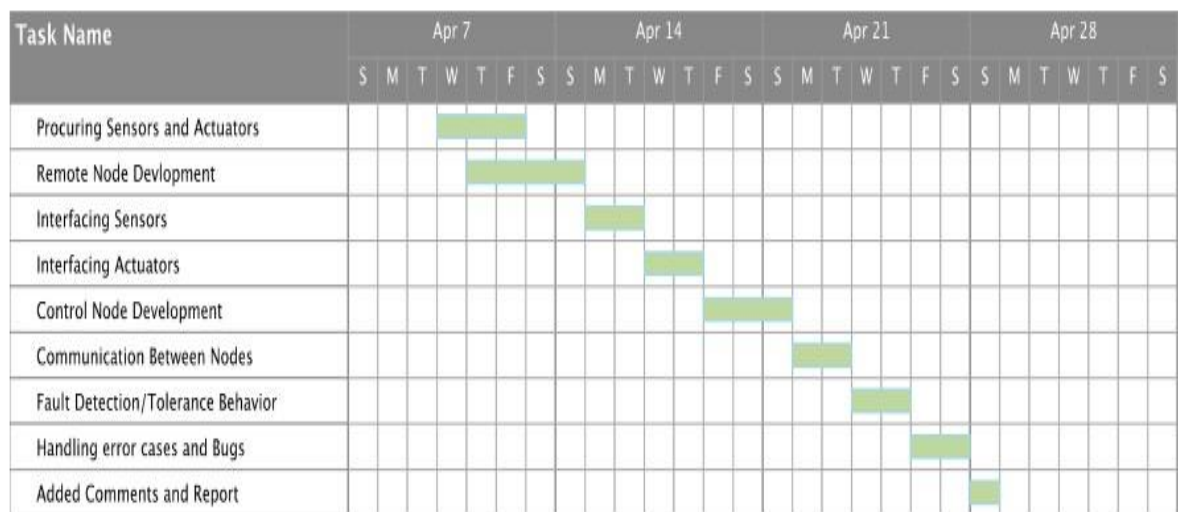 Task Name Apr 7 Apr 14 Apr 21 Apr 28
S M T W T F S S M T W T F S S M T W T F S S M T W T F S
Procuring Sensors and Actuators
Remote Node Devlopment
Interfacing Sensors
Interfacing Actuators
Control Node Development
Communication Between Nodes
Fault Detection/Tolerance Behavior
Handling error cases and Bugs
Added Comments and Report